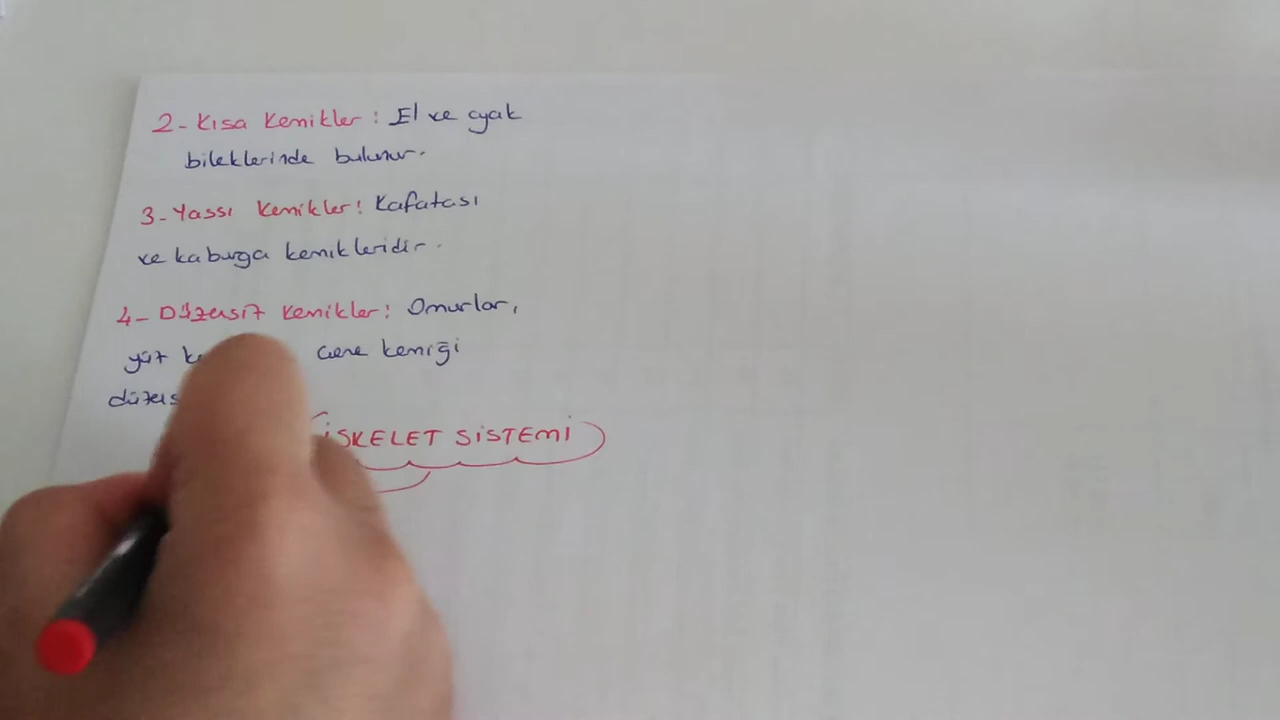 2- Kısa Kemikler : El ve ayak
bileklerinde bulunur.
3- Yassı Kemikler : Kafatası
ve kaburga kemikleridir.
4- Düzensiz Kemikler : Omurlar,
yüz çene kemiği
İSKELET SİSTEMİ